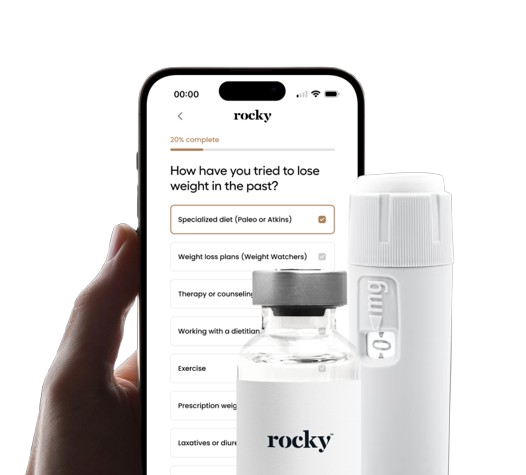 00:00
rocky
20% complete
How have you tried to lose
weight in the past?
Specialized diet (Paleo or Atkins)
Weight loss plans (Weight Watchers)
Therapy or counseling
Working with a dietitian
Exercise
Prescription weig
Laxatives or diure
rocky™
mg
0